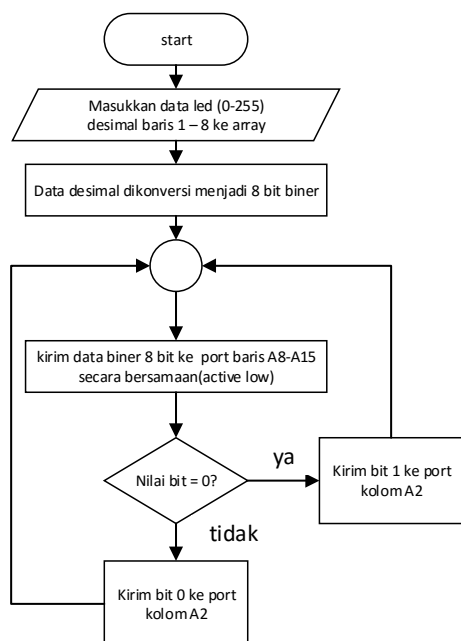 start
Masukkan data led (0-255)
desimal baris 1 – 8 ke array
Data desimal dikonversi menjadi 8 bit biner
kirim data biner 8 bit ke  port baris A8-A15
secara bersamaan(active low)
Nilai bit = 0?
ya
Kirim bit 1 ke port
kolom A2
tidak
Kirim bit 0 ke port
kolom A2